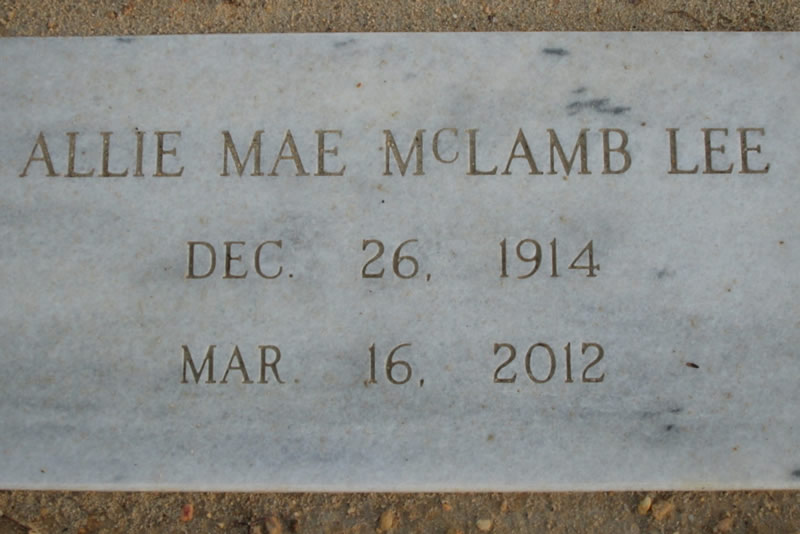 ALLIE MAE McLAMB LEE
DEC. 26, 1914
MAR. 16, 2012